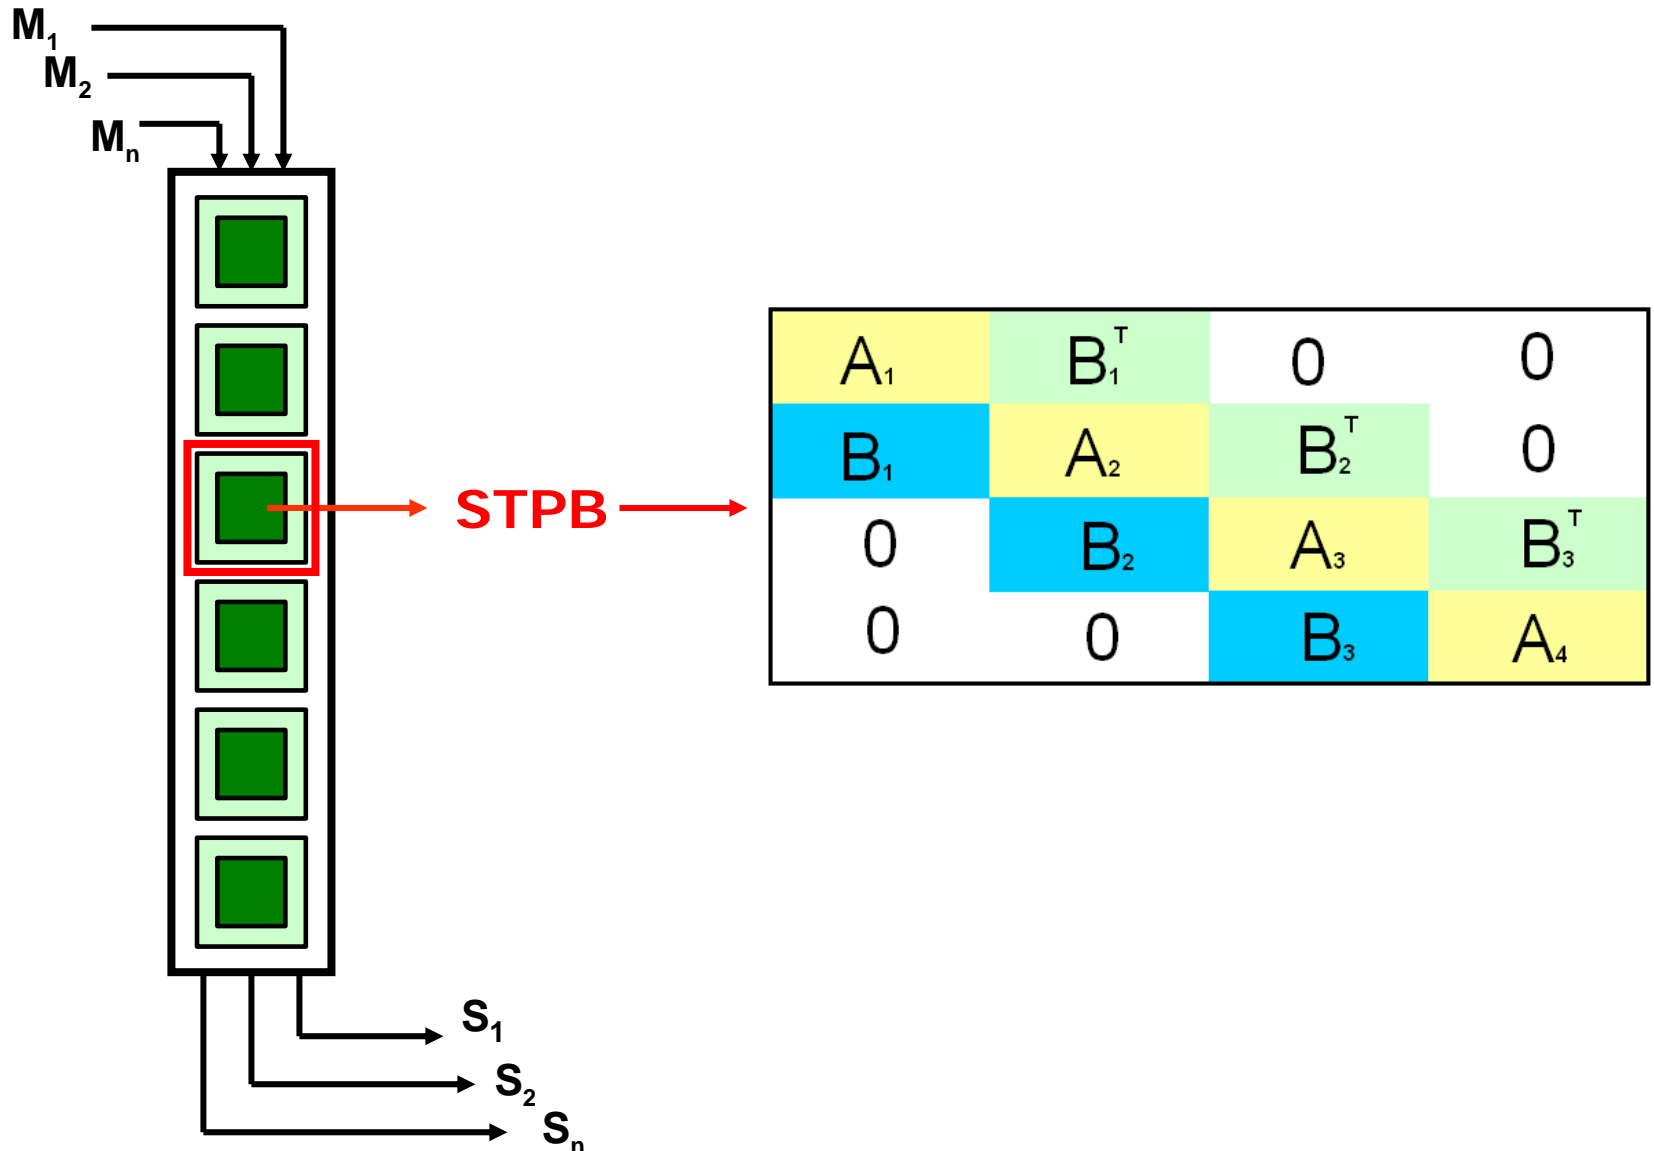 M₁
M₂
Mₙ
STPB
A₁ B₁ᵀ 0 0
B₁ A₂ B₂ᵀ 0
0 B₂ A₃ B₃ᵀ
0 0 B₃ A₄
S₁
S₂
Sₙ